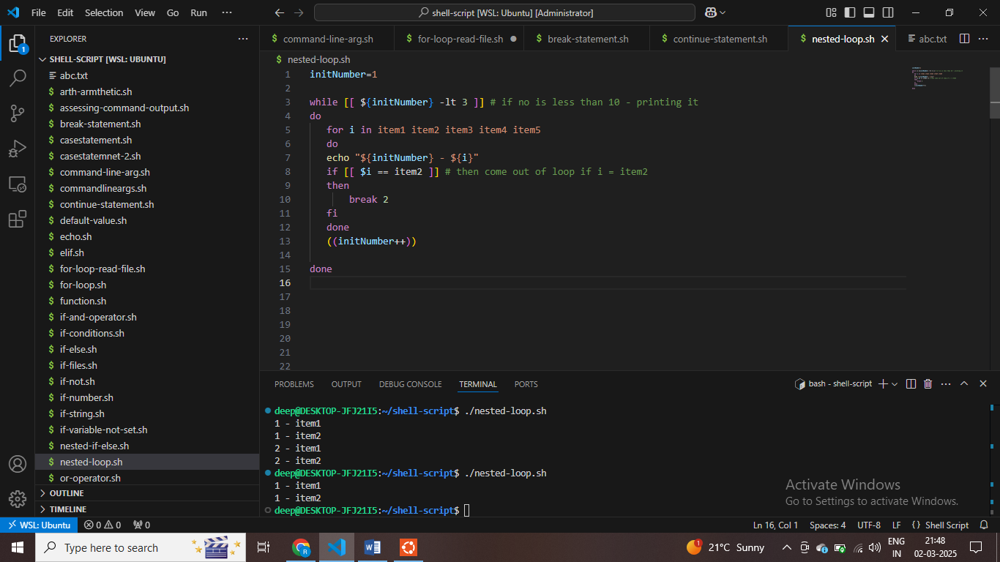 File Edit Selection View Go Run ··· shell-script [WSL: Ubuntu] [Administrator]
EXPLORER ···
SHELL-SCRIPT [WSL: UBUNTU]
abc.txt
arth-armthetic.sh
assessing-command-output.sh
break-statement.sh
casestatement.sh
casestatemnet-2.sh
command-line-arg.sh
commandlineargs.sh
continue-statement.sh
default-value.sh
echo.sh
elif.sh
for-loop-read-file.sh
for-loop.sh
function.sh
if-and-operator.sh
if-conditions.sh
if-else.sh
if-files.sh
if-not.sh
if-number.sh
if-string.sh
if-variable-not-set.sh
nested-if-else.sh
nested-loop.sh
or-operator.sh
OUTLINE
TIMELINE
1
$ command-line-arg.sh $ for-loop-read-file.sh $ break-statement.sh $ continue-statement.sh $ nested-loop.sh abc.txt ···
$ nested-loop.sh
1 initNumber=1
2
3 while [[ ${initNumber} -lt 3 ]] # if no is less than 10 - printing it
4 do
5 for i in item1 item2 item3 item4 item5
6 do
7 echo "${initNumber} - ${i}"
8 if [[ $i == item2 ]] # then come out of loop if i = item2
9 then
10 break 2
11 fi
12 done
13 ((initNumber++))
14
15 done
16
17
18
19
20
21
22
PROBLEMS OUTPUT DEBUG CONSOLE TERMINAL PORTS bash - shell-script ···
deep@DESKTOP-JFJ21I5:~/shell-script$ ./nested-loop.sh
1 - item1
1 - item2
2 - item1
2 - item2
deep@DESKTOP-JFJ21I5:~/shell-script$ ./nested-loop.sh
1 - item1
1 - item2
deep@DESKTOP-JFJ21I5:~/shell-script$
Activate Windows
Go to Settings to activate Windows.
WSL: Ubuntu 0 0 0 Ln 16, Col 1 Spaces: 4 UTF-8 LF {} Shell Script
Type here to search 1 21°C Sunny ENG IN 21:48 02-03-2025